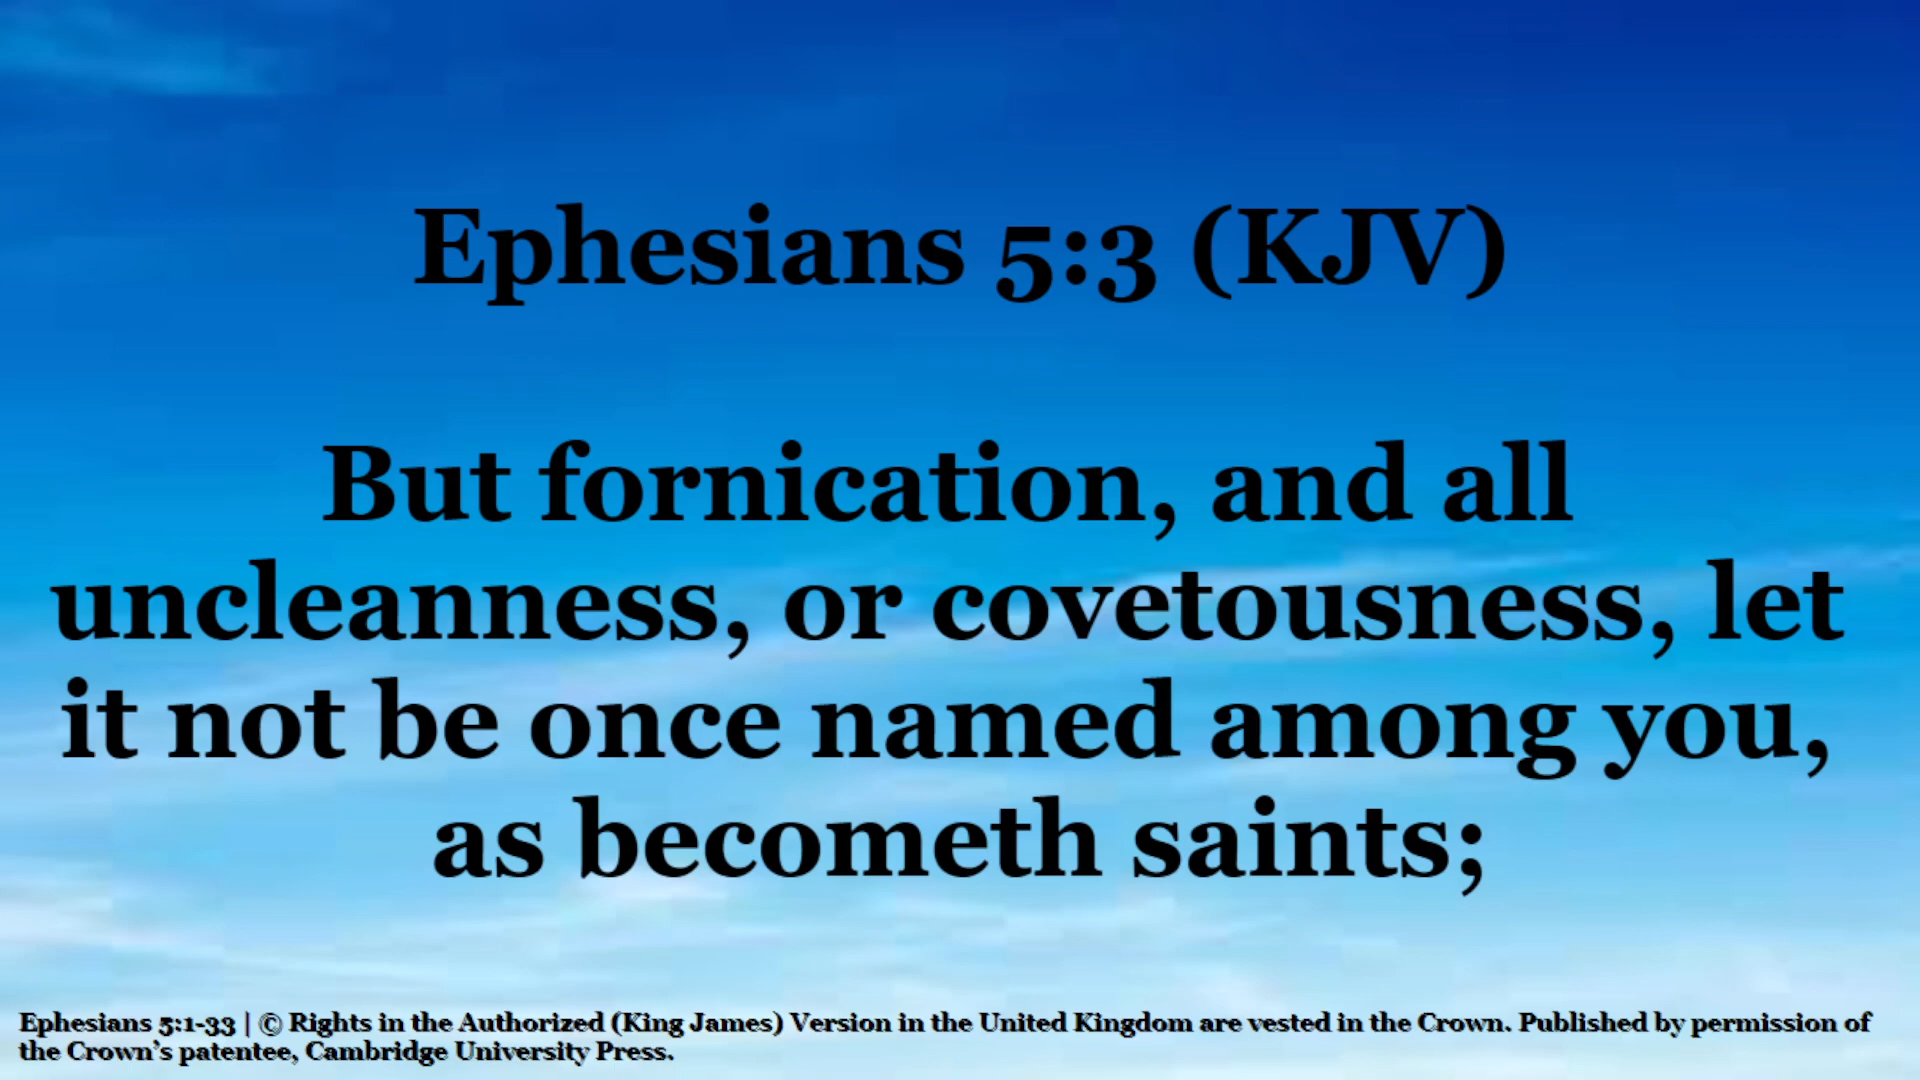 Ephesians 5:3 (KJV)
But fornication, and all
uncleanness, or covetousness, let
it not be once named among you,
as becometh saints;
Ephesians 5:1-33 | © Rights in the Authorized (King James) Version in the United Kingdom are vested in the Crown. Published by permission of
the Crown’s patentee, Cambridge University Press.